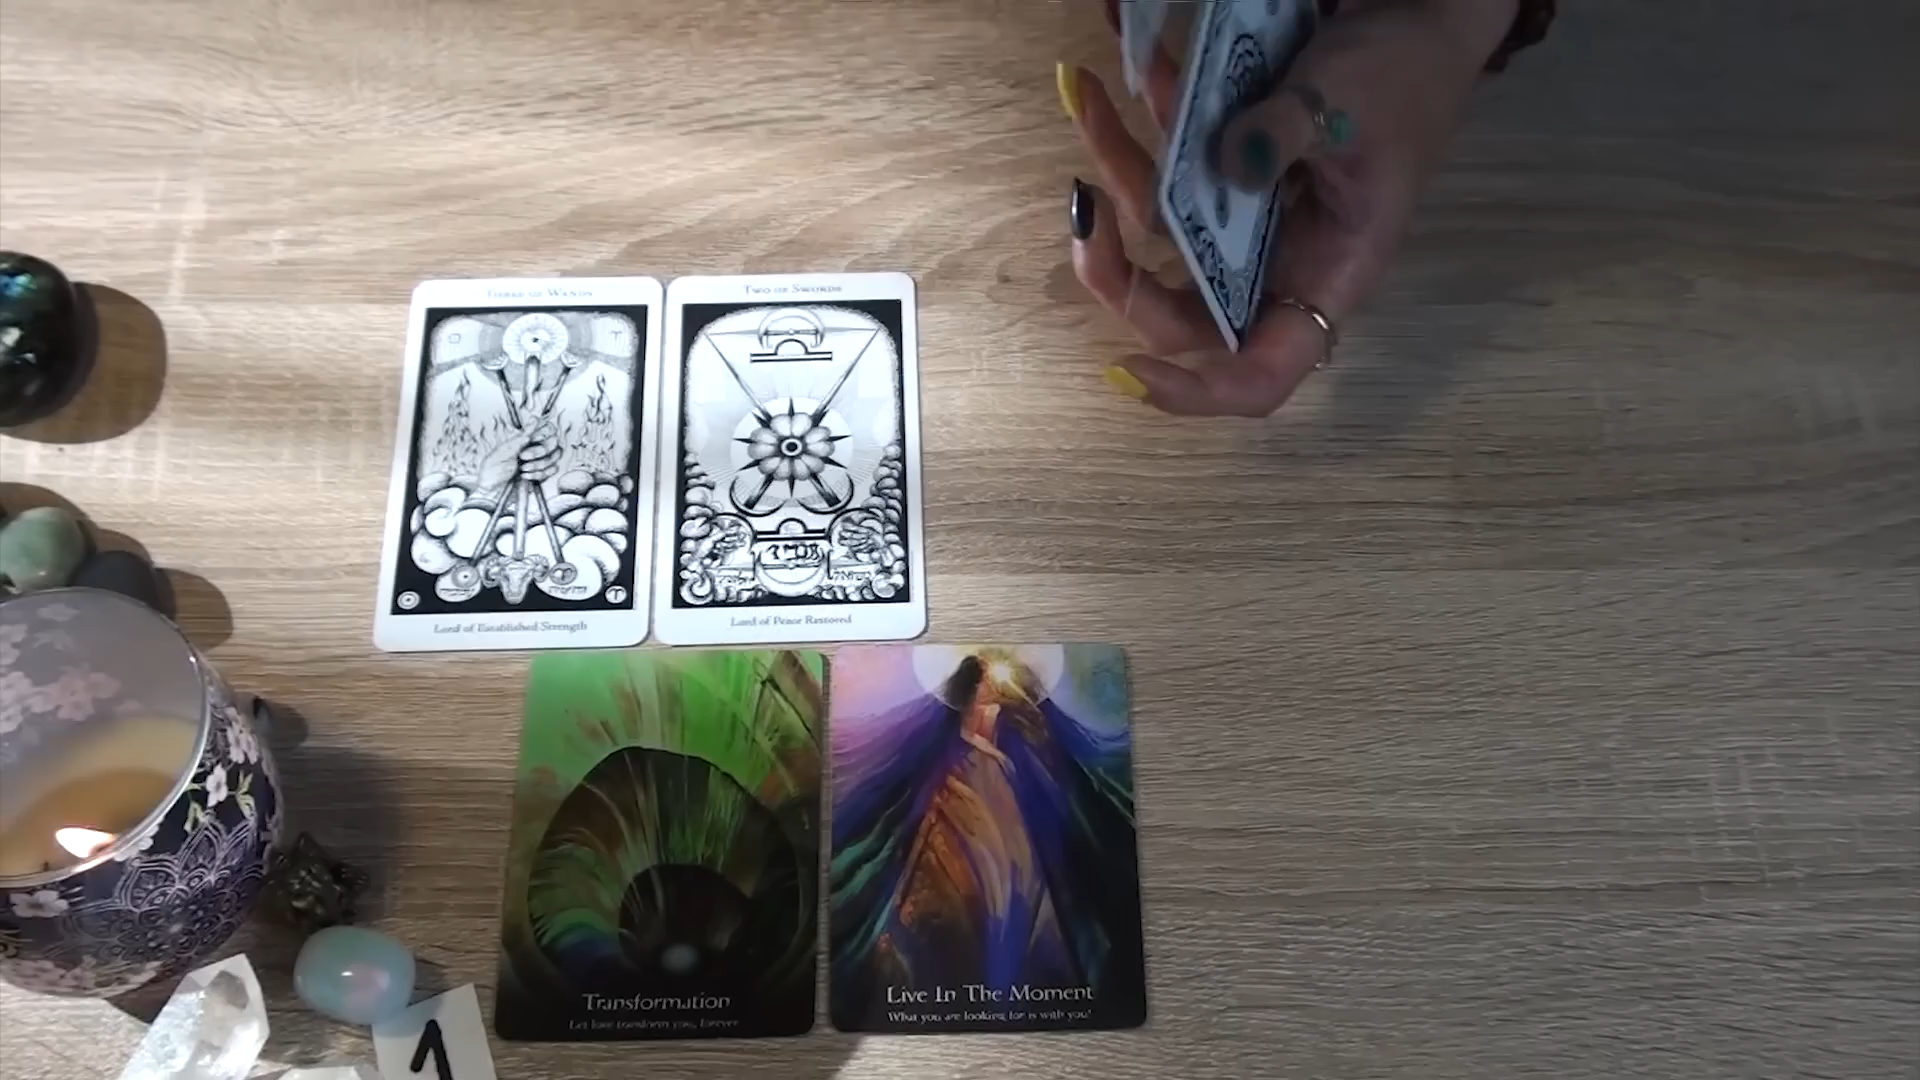 Three of Wands
Two of Swords
Lord of Established Strength
Lord of Peace Restored
Transformation
Let love transform you, forever
Live In The Moment
What you are looking for is with you!
1